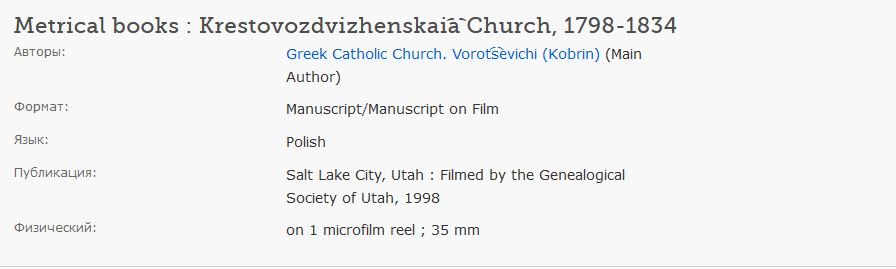 Metrical books : Krestovozdvizhenskai︠a︡ Church, 1798-1834
Авторы: Greek Catholic Church. Vorot︠s︡evichi (Kobrin) (Main
Author)
Формат: Manuscript/Manuscript on Film
Язык: Polish
Публикация: Salt Lake City, Utah : Filmed by the Genealogical
Society of Utah, 1998
Физический: on 1 microfilm reel ; 35 mm